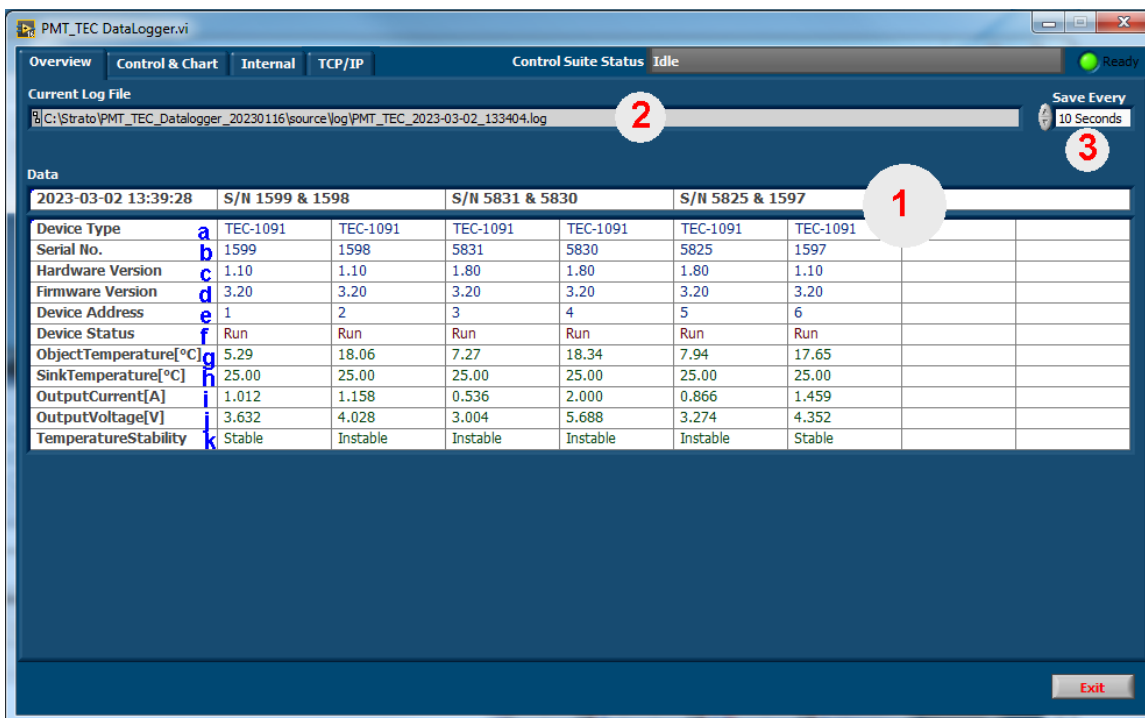 PMT_TEC DataLogger.vi
Overview Control & Chart Internal TCP/IP Control Suite Status Idle Ready
Current Log File Save Every
C:\Strato\PMT_TEC_Datalogger_20230116\source\log\PMT_TEC_2023-03-02_133404.log 2 10 Seconds
3
Data
2023-03-02 13:39:28 S/N 1599 & 1598 S/N 5831 & 5830 S/N 5825 & 1597 1
Device Type a TEC-1091 TEC-1091 TEC-1091 TEC-1091 TEC-1091 TEC-1091
Serial No. b 1599 1598 5831 5830 5825 1597
Hardware Version c 1.10 1.10 1.80 1.80 1.80 1.10
Firmware Version d 3.20 3.20 3.20 3.20 3.20 3.20
Device Address e 1 2 3 4 5 6
Device Status f Run Run Run Run Run Run
ObjectTemperature[°C] g 5.29 18.06 7.27 18.34 7.94 17.65
SinkTemperature[°C] h 25.00 25.00 25.00 25.00 25.00 25.00
OutputCurrent[A] i 1.012 1.158 0.536 2.000 0.866 1.459
OutputVoltage[V] j 3.632 4.028 3.004 5.688 3.274 4.352
TemperatureStability k Stable Instable Instable Instable Instable Stable
Exit